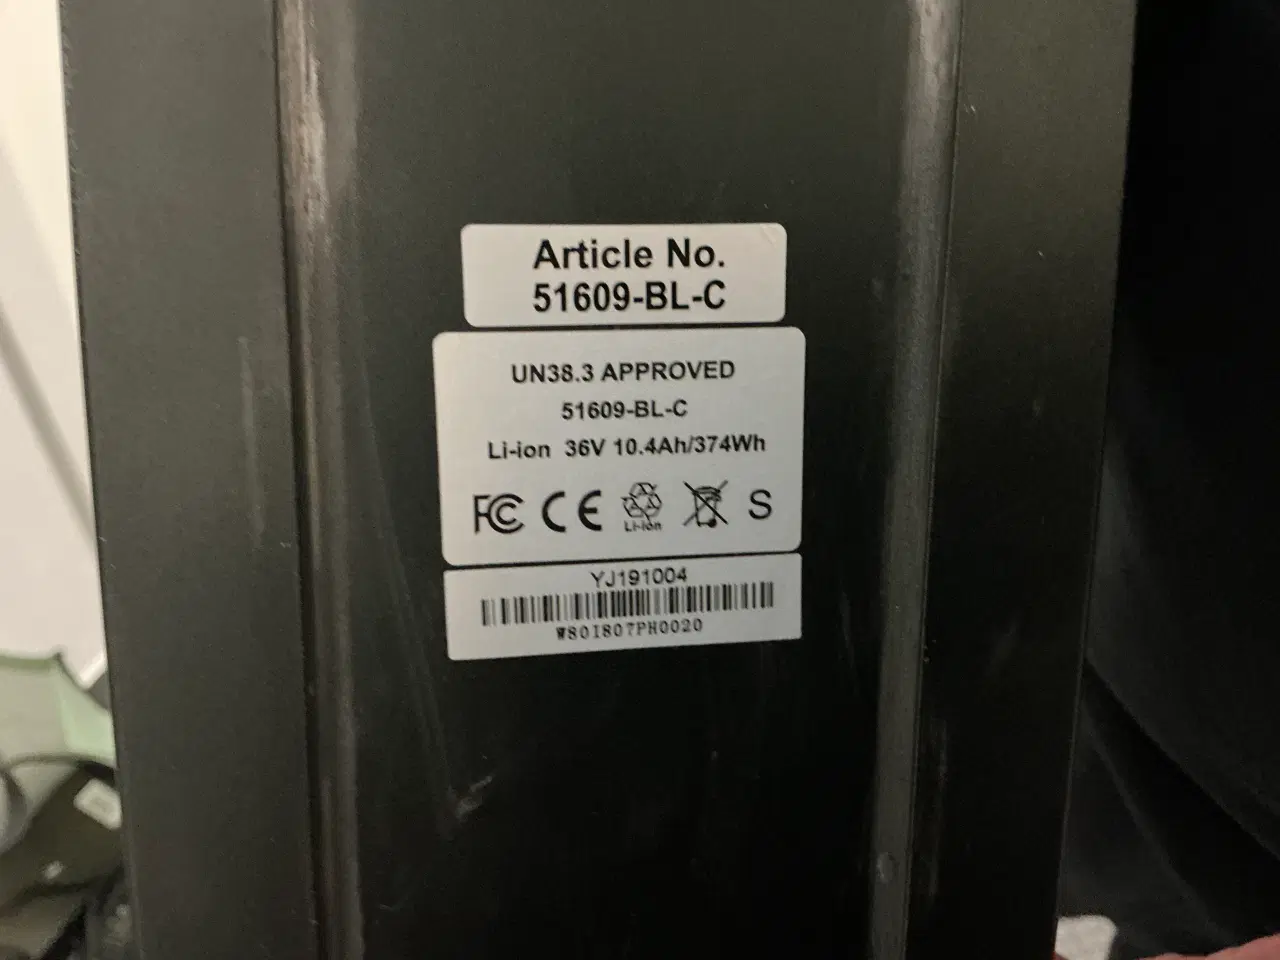 Article No.
51609-BL-C
UN38.3 APPROVED
51609-BL-C
Li-ion 36V 10.4Ah/374Wh
FC CE Li-ion S
YJ191004
W80I807PH0020